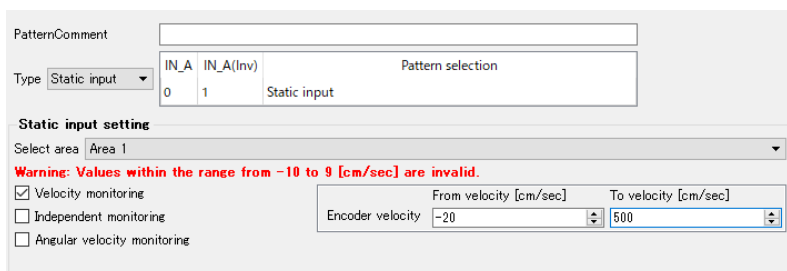 PatternComment
Type Static input
IN_A IN_A(Inv) Pattern selection
0 1 Static input
Static input setting
Select area Area 1
Warning: Values within the range from -10 to 9 [cm/sec] are invalid.
Velocity monitoring
Independent monitoring
Angular velocity monitoring
From velocity [cm/sec] To velocity [cm/sec]
Encoder velocity -20 500